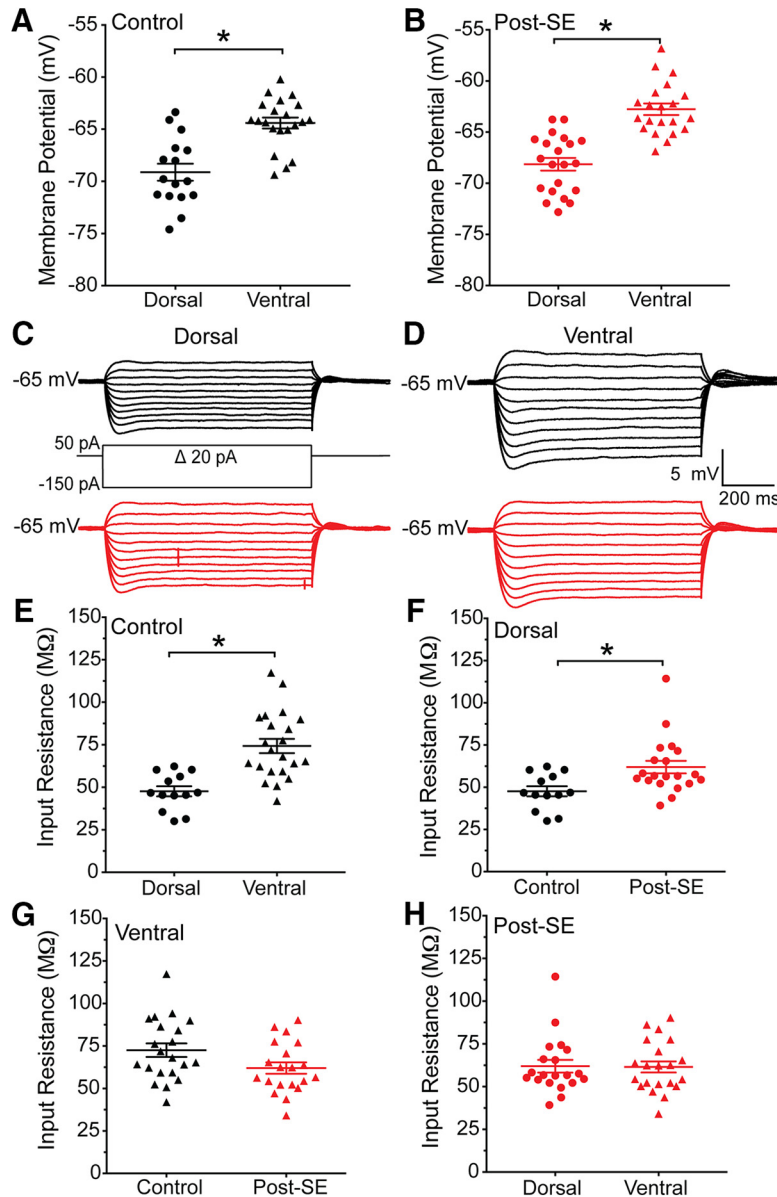 A Control
*
Membrane Potential (mV)
-55
-60
-65
-70
-75
-80
Dorsal Ventral
B Post-SE
*
Membrane Potential (mV)
-55
-60
-65
-70
-75
-80
Dorsal Ventral
C Dorsal
-65 mV
50 pA
Δ 20 pA
-150 pA
-65 mV
D Ventral
-65 mV
5 mV
200 ms
-65 mV
E Control
*
Input Resistance (MΩ)
150
125
100
75
50
25
0
Dorsal Ventral
F Dorsal
*
Input Resistance (MΩ)
150
125
100
75
50
25
0
Control Post-SE
G Ventral
Input Resistance (MΩ)
150
125
100
75
50
25
0
Control Post-SE
H Post-SE
Input Resistance (MΩ)
150
125
100
75
50
25
0
Dorsal Ventral